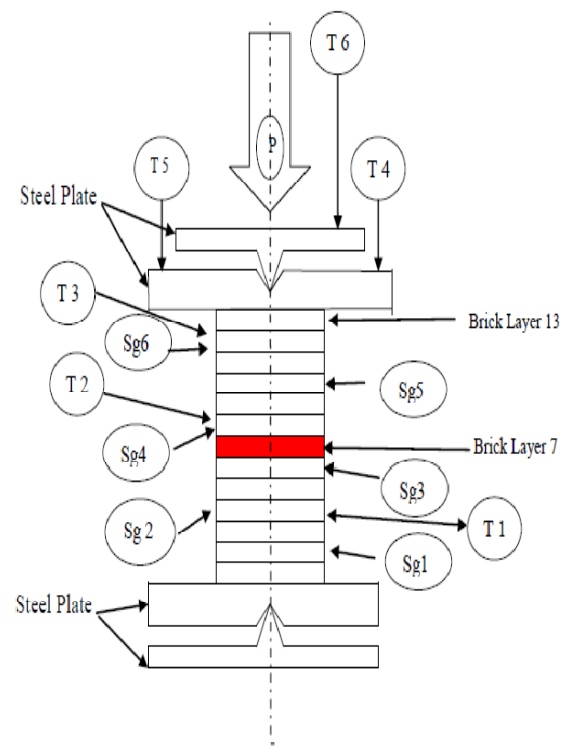 T 6
P
T 5
T 4
Steel Plate
T 3
Brick Layer 13
Sg6
T 2
Sg5
Sg4
Brick Layer 7
Sg3
Sg 2
T 1
Sg1
Steel Plate